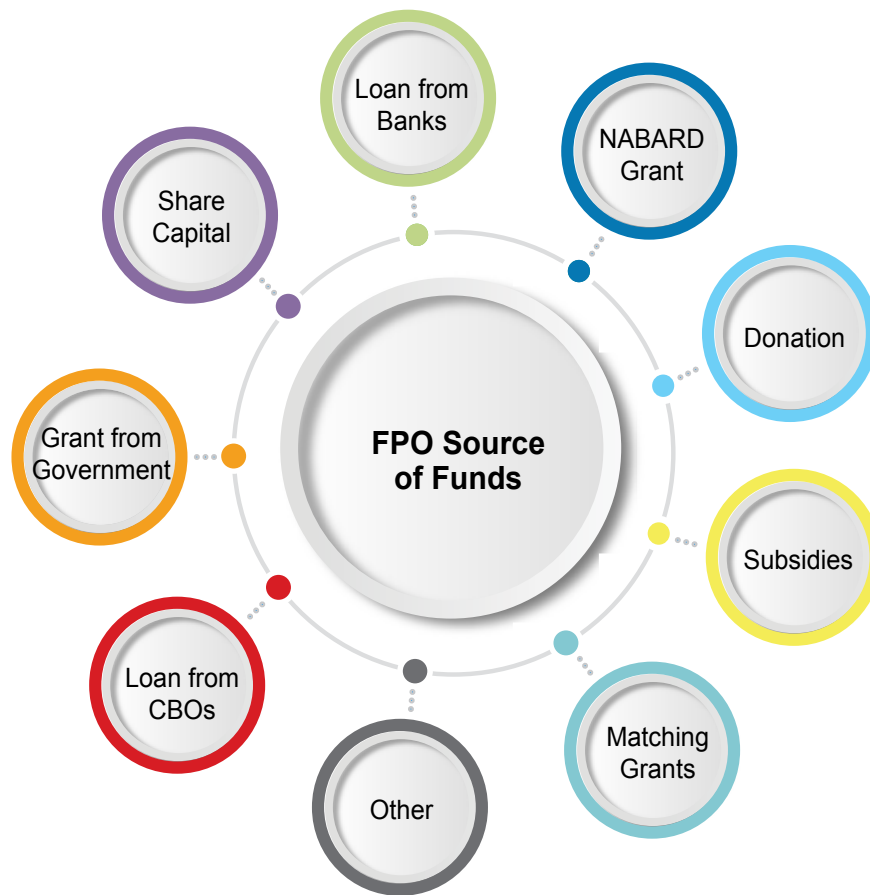 Loan from
Banks
NABARD
Grant
Share
Capital
Donation
Grant from
Government
FPO Source
of Funds
Subsidies
Loan from
CBOs
Matching
Grants
Other